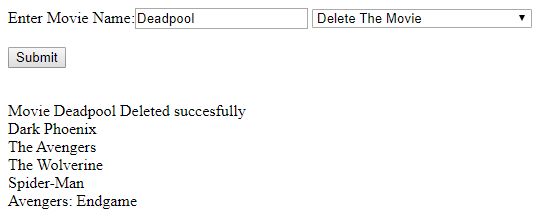 Enter Movie Name:Deadpool Delete The Movie
Submit
Movie Deadpool Deleted succesfully
Dark Phoenix
The Avengers
The Wolverine
Spider-Man
Avengers: Endgame